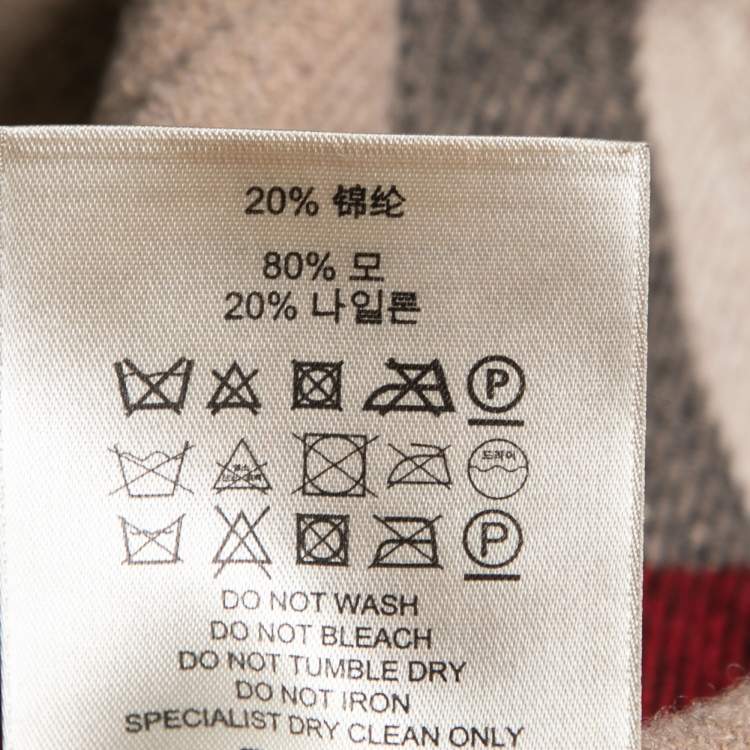 20% 锦纶
80% 모
20% 나일론
P
드라이
P
DO NOT WASH
DO NOT BLEACH
DO NOT TUMBLE DRY
DO NOT IRON
SPECIALIST DRY CLEAN ONLY